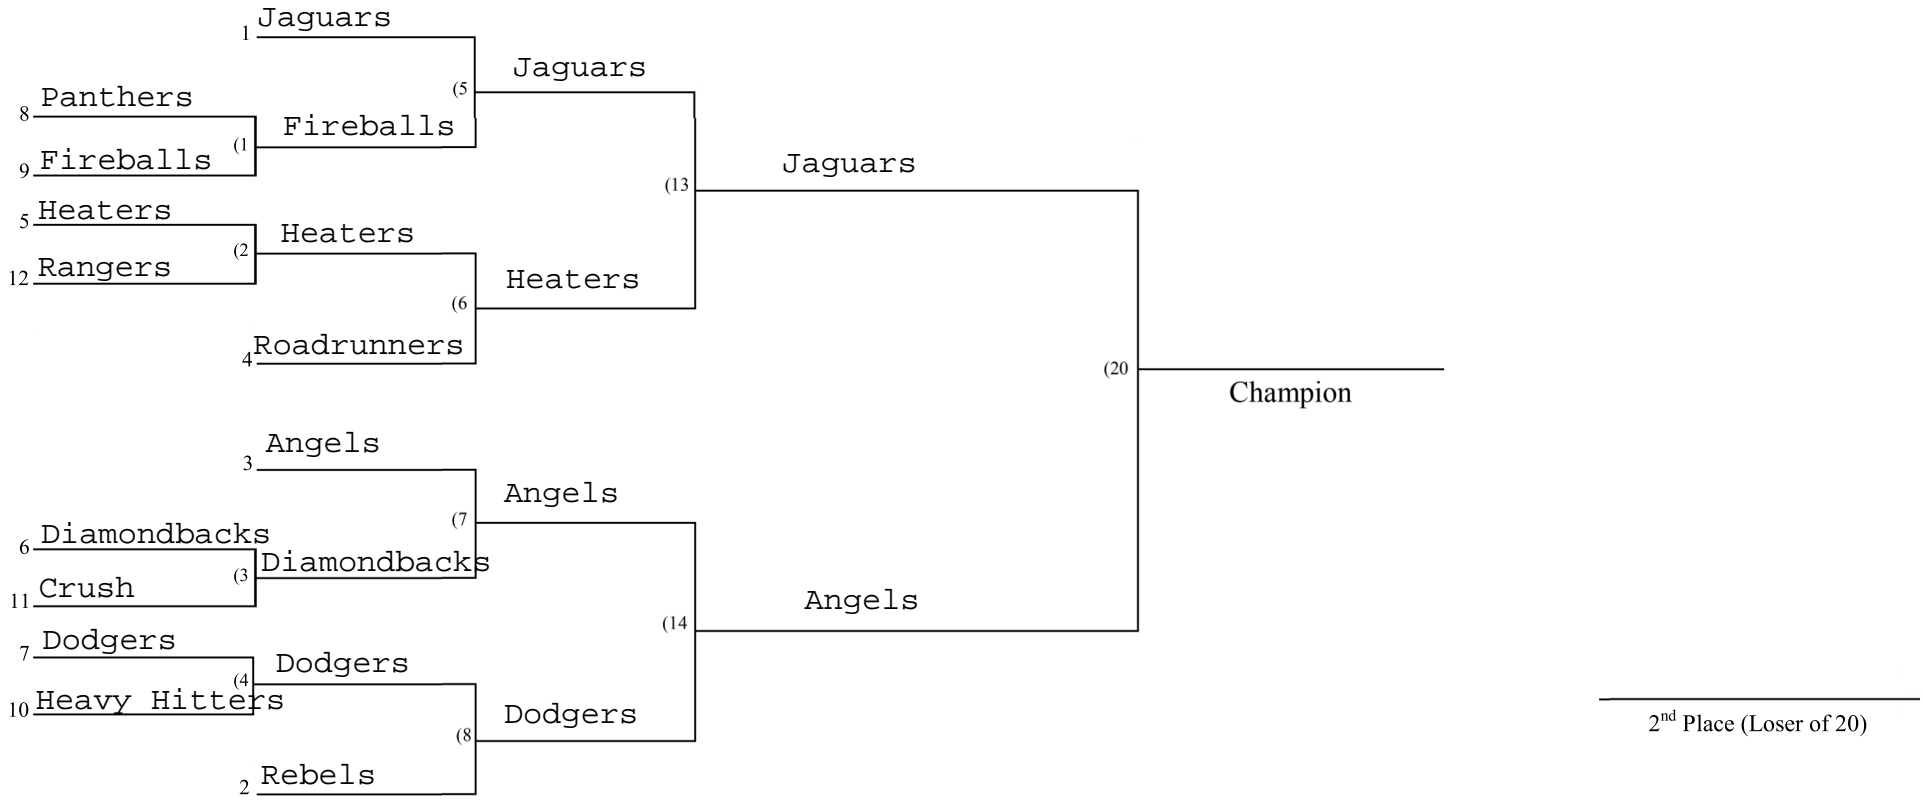 Jaguars
1
Jaguars
(5
Panthers
8
Fireballs
(1
Fireballs
9
Jaguars
(13
Heaters
5
Heaters
(2
Rangers
12
Heaters
(6
Roadrunners
4
(20
Champion
Angels
3
Angels
(7
Diamondbacks
6
Diamondbacks
(3
Crush
11
Angels
(14
Dodgers
7
Dodgers
(4
Heavy Hitters
10
Dodgers
(8
2nd Place (Loser of 20)
Rebels
2